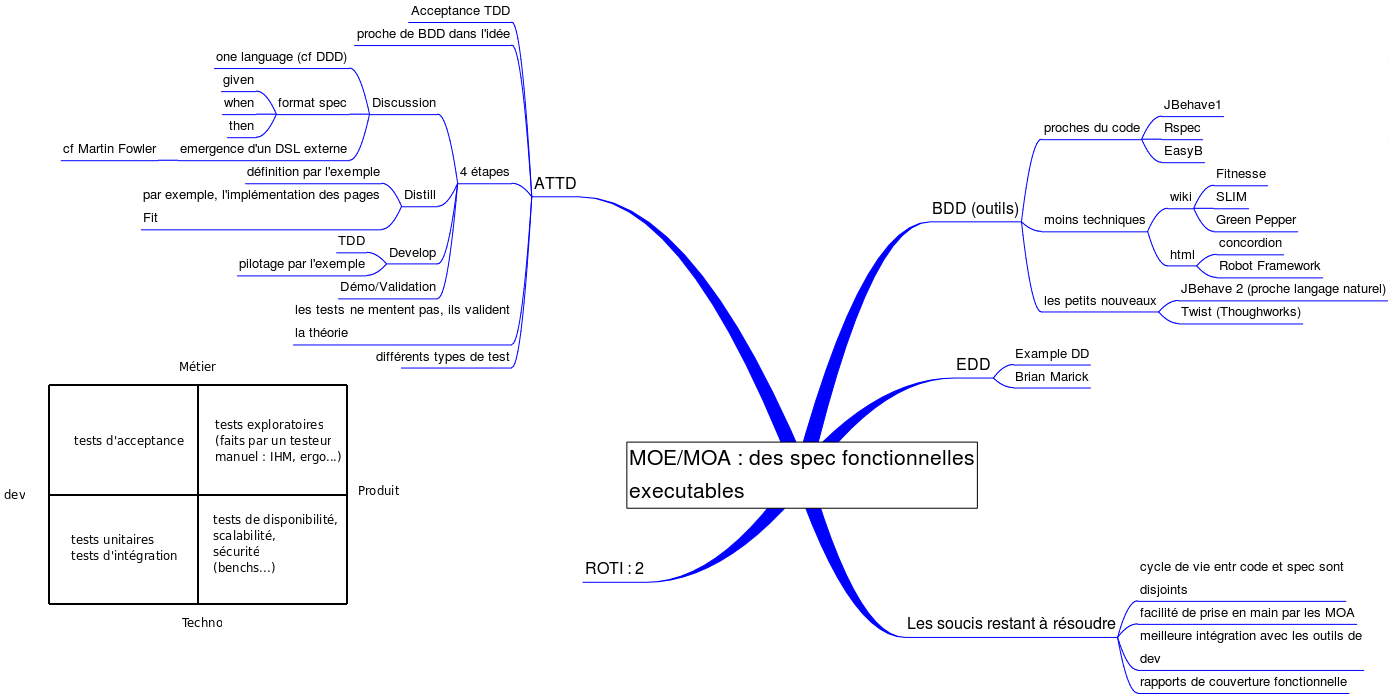 MOE/MOA : des spec fonctionnelles
executables
ATTD
Acceptance TDD
proche de BDD dans l'idée
4 étapes
Discussion
one language (cf DDD)
format spec
given
when
then
emergence d'un DSL externe
cf Martin Fowler
Distill
définition par l'exemple
par exemple, l'implémentation des pages
Fit
Develop
TDD
pilotage par l'exemple
Démo/Validation
les tests ne mentent pas, ils valident
la théorie
différents types de test
Métier
dev
tests d'acceptance
tests exploratoires
(faits par un testeur
manuel : IHM, ergo...)
Produit
tests unitaires
tests d'intégration
tests de disponibilité,
scalabilité,
sécurité
(benchs...)
Techno
BDD (outils)
proches du code
JBehave1
Rspec
EasyB
moins techniques
wiki
Fitnesse
SLIM
Green Pepper
html
concordion
Robot Framework
les petits nouveaux
JBehave 2 (proche langage naturel)
Twist (Thoughworks)
EDD
Example DD
Brian Marick
ROTI : 2
Les soucis restant à résoudre
cycle de vie entr code et spec sont
disjoints
facilité de prise en main par les MOA
meilleure intégration avec les outils de
dev
rapports de couverture fonctionnelle